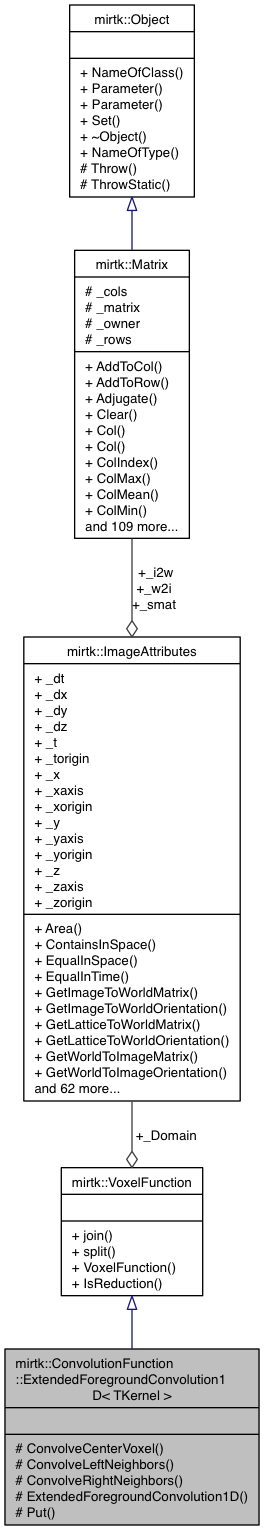 mirtk::Object
+ NameOfClass()
+ Parameter()
+ Parameter()
+ Set()
+ ~Object()
+ NameOfType()
# Throw()
# ThrowStatic()
mirtk::Matrix
# _cols
# _matrix
# _owner
# _rows
+ AddToCol()
+ AddToRow()
+ Adjugate()
+ Clear()
+ Col()
+ Col()
+ ColIndex()
+ ColMax()
+ ColMean()
+ ColMin()
and 109 more...
+_i2w
+_w2i
+_smat
mirtk::ImageAttributes
+ _dt
+ _dx
+ _dy
+ _dz
+ _t
+ _torigin
+ _x
+ _xaxis
+ _xorigin
+ _y
+ _yaxis
+ _yorigin
+ _z
+ _zaxis
+ _zorigin
+ Area()
+ ContainsInSpace()
+ EqualInSpace()
+ EqualInTime()
+ GetImageToWorldMatrix()
+ GetImageToWorldOrientation()
+ GetLatticeToWorldMatrix()
+ GetLatticeToWorldOrientation()
+ GetWorldToImageMatrix()
+ GetWorldToImageOrientation()
and 62 more...
+_Domain
mirtk::VoxelFunction
+ join()
+ split()
+ VoxelFunction()
+ IsReduction()
mirtk::ConvolutionFunction
::ExtendedForegroundConvolution1
D< TKernel >
# ConvolveCenterVoxel()
# ConvolveLeftNeighbors()
# ConvolveRightNeighbors()
# ExtendedForegroundConvolution1D()
# Put()